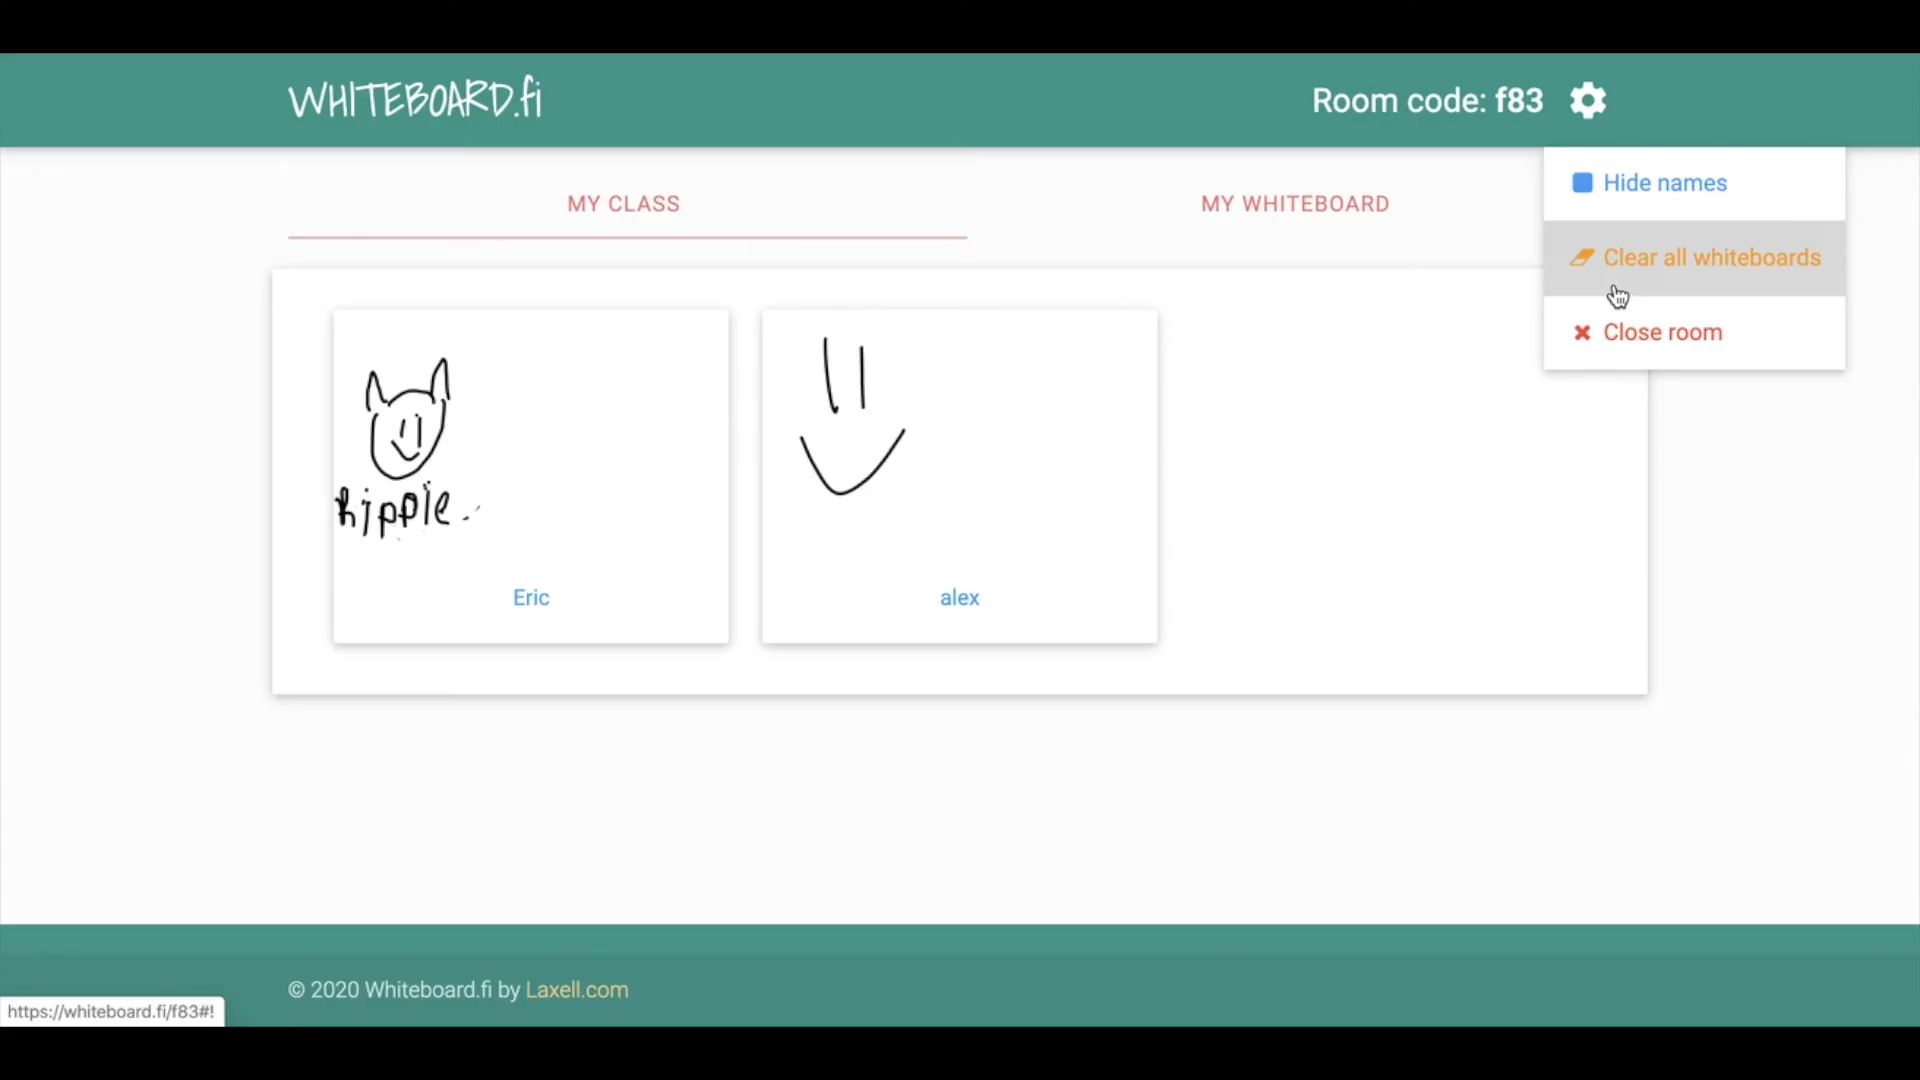 WHITEBOARD.fi
Room code: f83
MY CLASS
MY WHITEBOARD
Hide names
Clear all whiteboards
Close room
hippie
Eric
alex
© 2020 Whiteboard.fi by Laxell.com
https://whiteboard.fi/f83#!